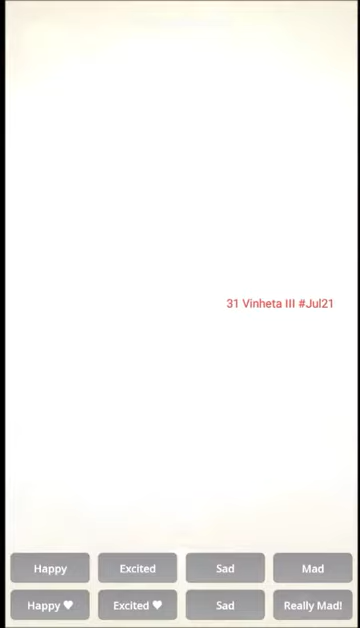 31 Vinheta III #Jul21
Happy Excited Sad Mad
Happy ♥ Excited ♥ Sad Really Mad!